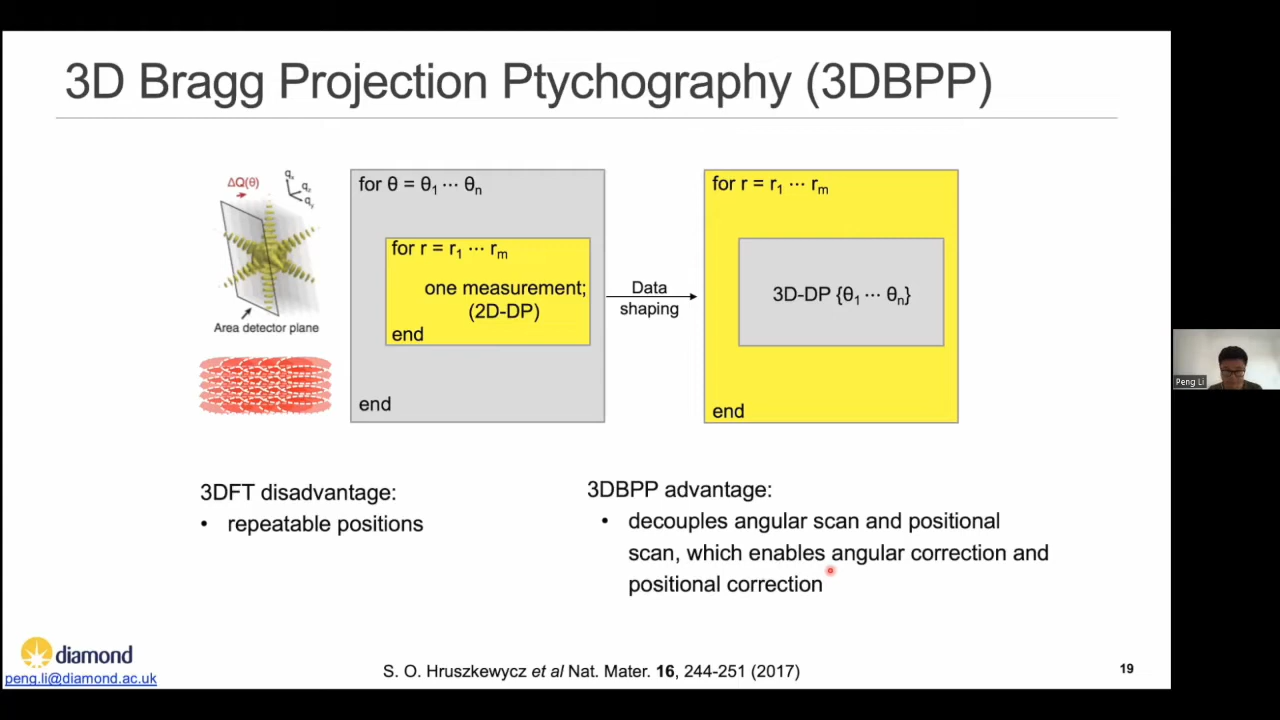 3D Bragg Projection Ptychography (3DBPP)
ΔQ(θ)
Area detector plane
for θ = θ1 ⋯ θn
for r = r1 ⋯ rm
one measurement;
(2D-DP)
end
end
Data
shaping
for r = r1 ⋯ rm
3D-DP {θ1 ⋯ θn}
end
3DFT disadvantage:
• repeatable positions
3DBPP advantage:
• decouples angular scan and positional
scan, which enables angular correction and
positional correction
diamond
peng.li@diamond.ac.uk
S. O. Hruszkewycz et al Nat. Mater. 16, 244-251 (2017)
19
Peng Li